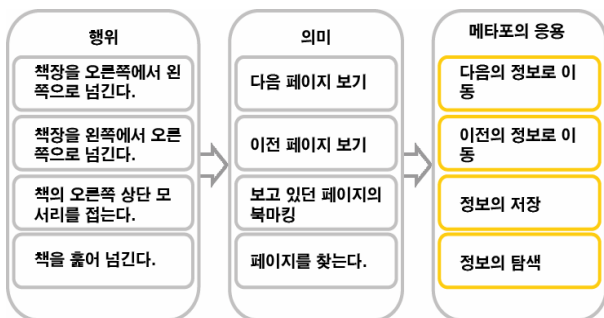 행위
책장을 오른쪽에서 왼
쪽으로 넘긴다.
책장을 왼쪽에서 오른
쪽으로 넘긴다.
책의 오른쪽 상단 모
서리를 접는다.
책을 훑어 넘긴다.
의미
다음 페이지 보기
이전 페이지 보기
보고 있던 페이지의
북마킹
페이지를 찾는다.
메타포의 응용
다음의 정보로 이
동
이전의 정보로 이
동
정보의 저장
정보의 탐색